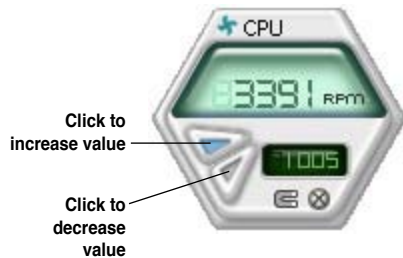 CPU
3391 RPM
Click to
increase value
1005
Click to
decrease
value